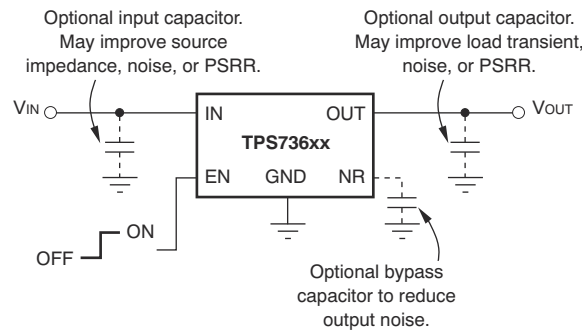 Optional input capacitor.
May improve source
impedance, noise, or PSRR.
Optional output capacitor.
May improve load transient,
noise, or PSRR.
VIN
IN
OUT
VOUT
TPS736xx
EN
GND
NR
ON
OFF
Optional bypass
capacitor to reduce
output noise.